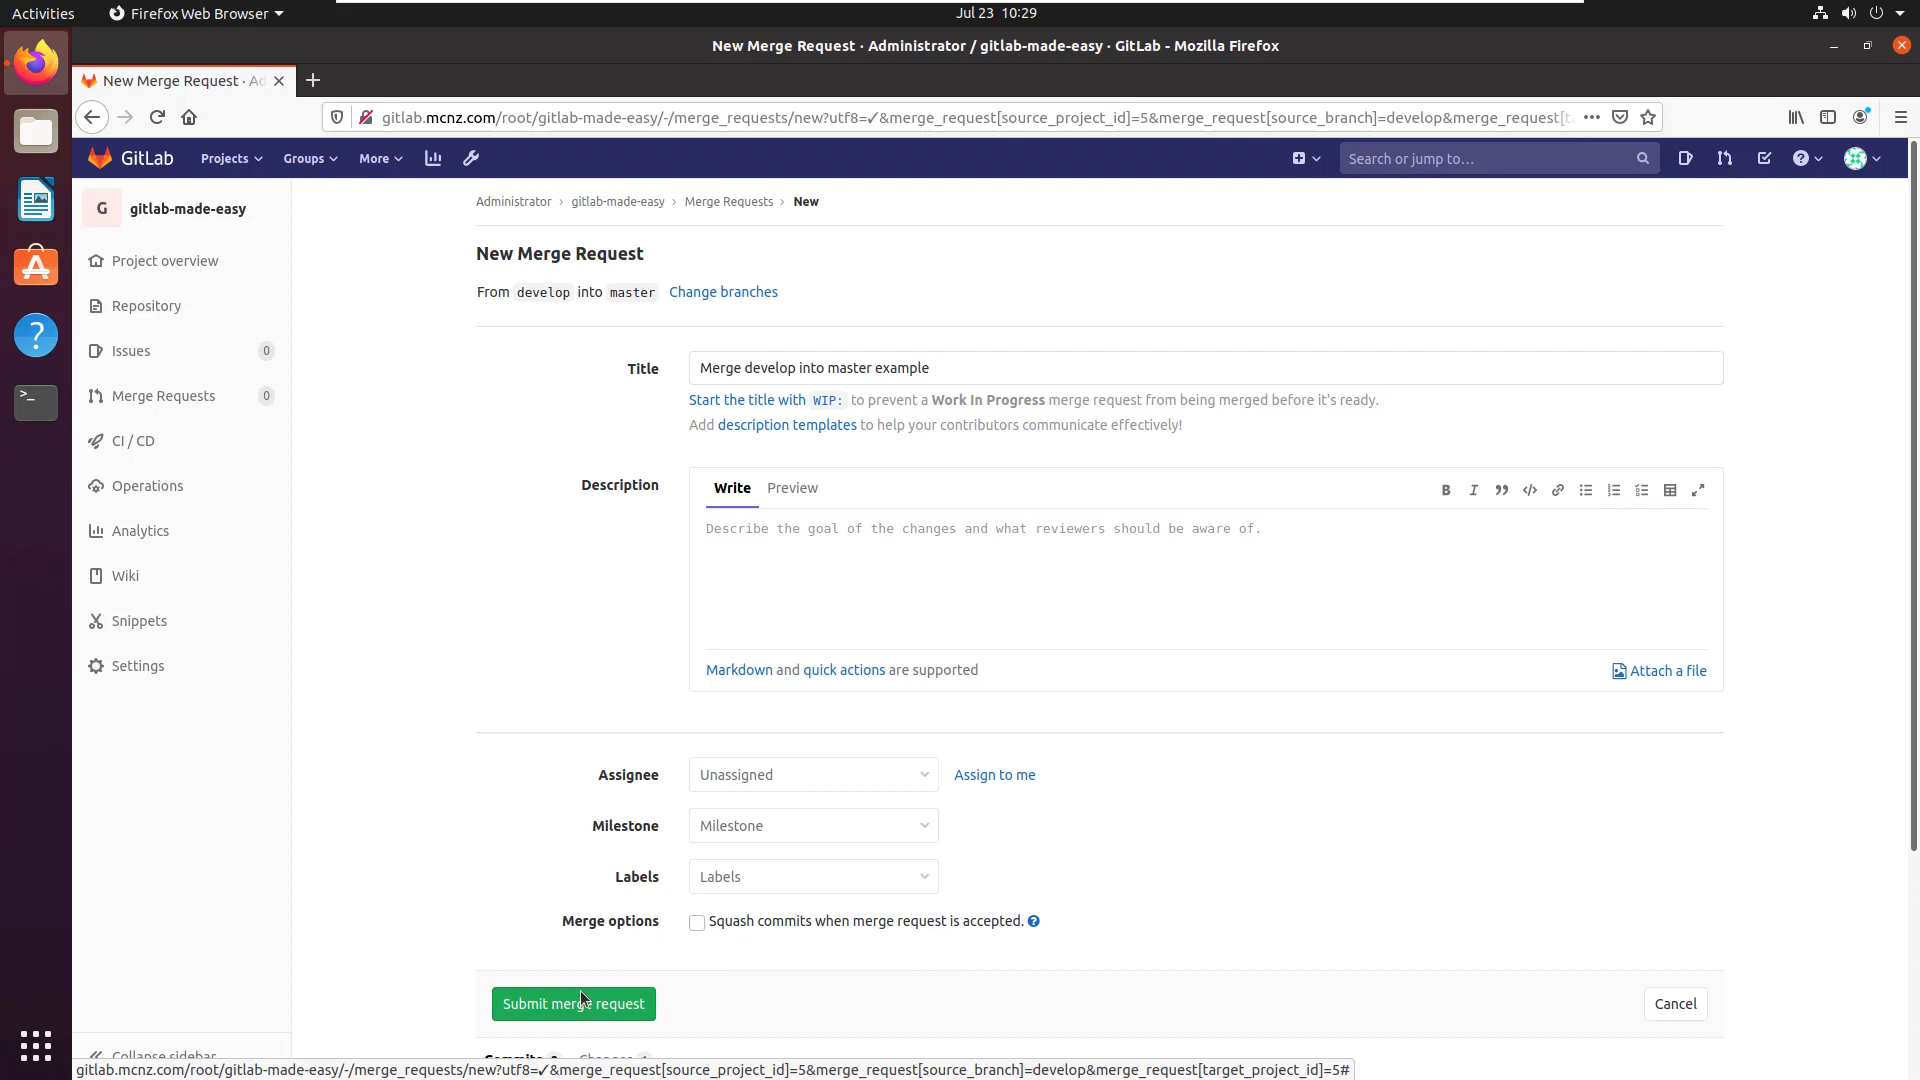 Activities
Firefox Web Browser
Jul 23 10:29
New Merge Request · Administrator / gitlab-made-easy · GitLab - Mozilla Firefox
New Merge Request · Ad
gitlab.mcnz.com/root/gitlab-made-easy/-/merge_requests/new?utf8=✓&merge_request[source_project_id]=5&merge_request[source_branch]=develop&merge_request[t
GitLab
Projects
Groups
More
Search or jump to…
G
gitlab-made-easy
Project overview
Repository
Issues 0
Merge Requests 0
CI / CD
Operations
Analytics
Wiki
Snippets
Settings
Collapse sidebar
Administrator › gitlab-made-easy › Merge Requests › New
New Merge Request
From develop into master Change branches
Title
Merge develop into master example
Start the title with WIP: to prevent a Work In Progress merge request from being merged before it's ready.
Add description templates to help your contributors communicate effectively!
Description
Write Preview
Describe the goal of the changes and what reviewers should be aware of.
Markdown and quick actions are supported
Attach a file
Assignee
Unassigned
Assign to me
Milestone
Milestone
Labels
Labels
Merge options
Squash commits when merge request is accepted.
Submit merge request
Cancel
Commits
Changes
gitlab.mcnz.com/root/gitlab-made-easy/-/merge_requests/new?utf8=✓&merge_request[source_project_id]=5&merge_request[source_branch]=develop&merge_request[target_project_id]=5#